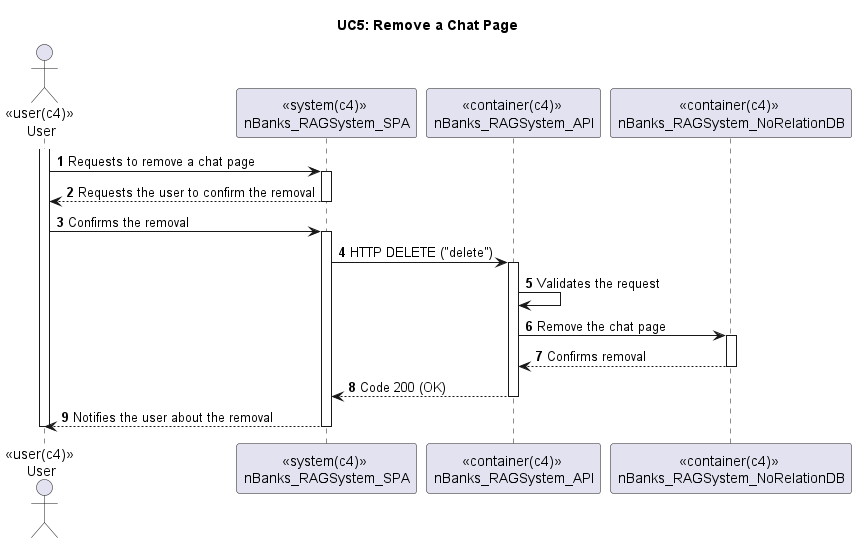 UC5: Remove a Chat Page
«user(c4)»
User
«system(c4)»
nBanks_RAGSystem_SPA
«container(c4)»
nBanks_RAGSystem_API
«container(c4)»
nBanks_RAGSystem_NoRelationDB
1 Requests to remove a chat page
2 Requests the user to confirm the removal
3 Confirms the removal
4 HTTP DELETE ("delete")
5 Validates the request
6 Remove the chat page
7 Confirms removal
8 Code 200 (OK)
9 Notifies the user about the removal
«user(c4)»
User
«system(c4)»
nBanks_RAGSystem_SPA
«container(c4)»
nBanks_RAGSystem_API
«container(c4)»
nBanks_RAGSystem_NoRelationDB